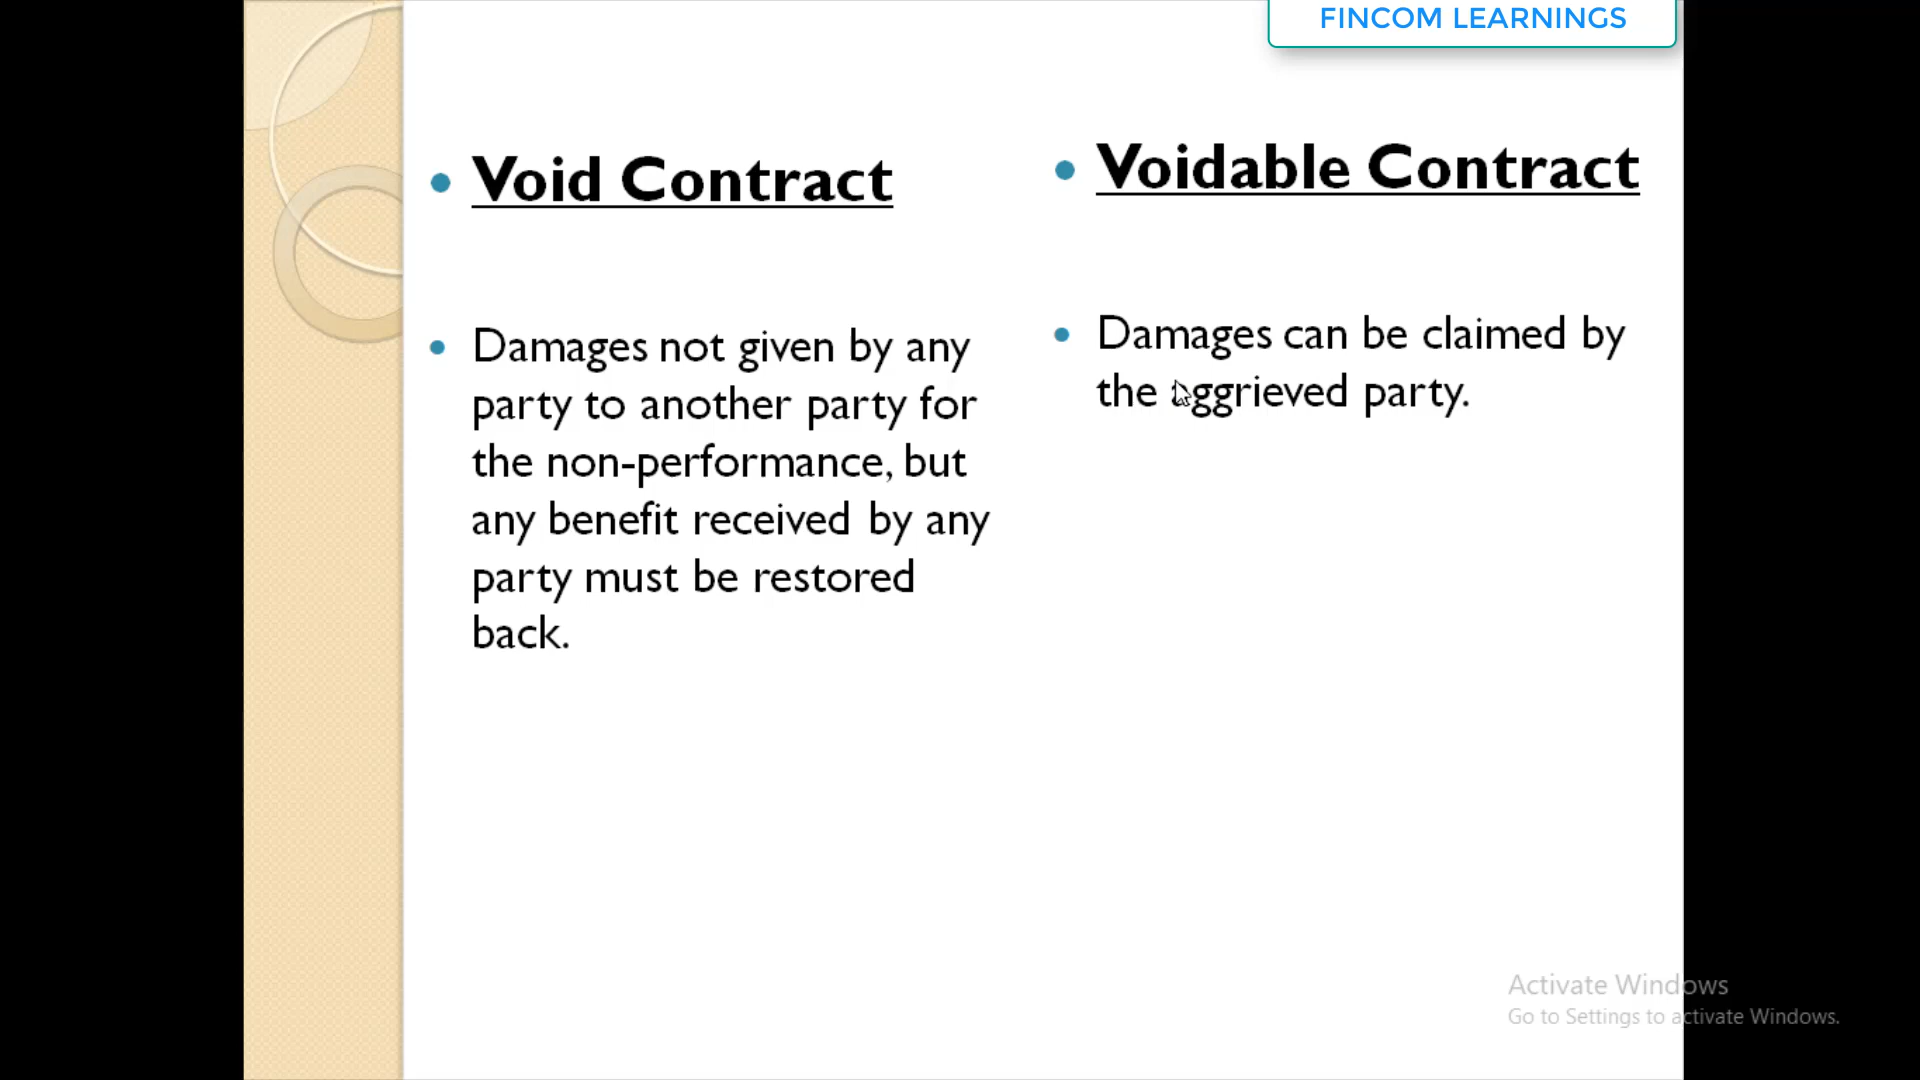 FINCOM LEARNINGS
Void Contract
Damages not given by any
party to another party for
the non-performance, but
any benefit received by any
party must be restored
back.
Voidable Contract
Damages can be claimed by
the aggrieved party.
Activate Windows
Go to Settings to activate Windows.